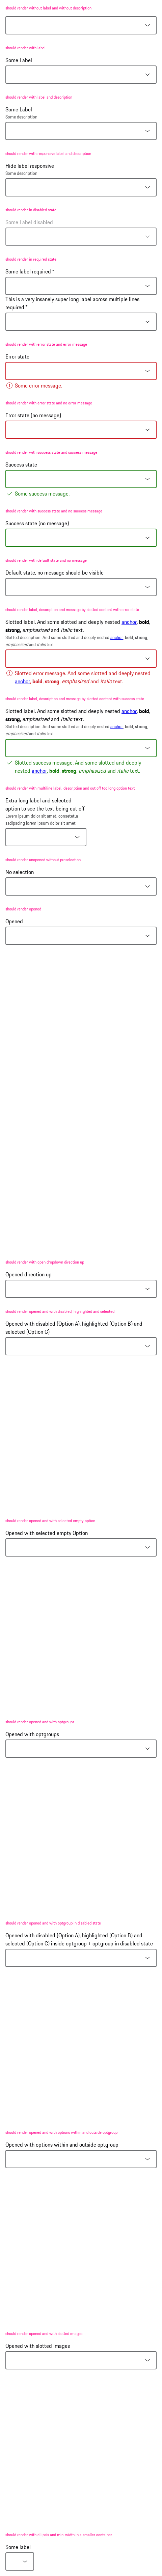 should render without label and without description
should render with label
Some Label
should render with label and description
Some Label
Some description
should render with responsive label and description
Hide label responsive
Some description
should render in disabled state
Some Label disabled
should render in required state
Some label required *
This is a very insanely super long label across multiple lines
required *
should render with error state and error message
Error state
Some error message.
should render with error state and no error message
Error state (no message)
should render with success state and success message
Success state
Some success message.
should render with success state and no success message
Success state (no message)
should render with default state and no message
Default state, no message should be visible
should render label, description and message by slotted content with error state
Slotted label. And some slotted and deeply nested anchor, bold,
strong, emphasized and italic text.
Slotted description. And some slotted and deeply nested anchor, bold, strong,
emphasized and italic text.
Slotted error message. And some slotted and deeply nested
anchor, bold, strong, emphasized and italic text.
should render label, description and message by slotted content with success state
Slotted label. And some slotted and deeply nested anchor, bold,
strong, emphasized and italic text.
Slotted description. And some slotted and deeply nested anchor, bold, strong,
emphasized and italic text.
Slotted success message. And some slotted and deeply
nested anchor, bold, strong, emphasized and italic text.
should render with multiline label, description and cut off too long option text
Extra long label and selected
option to see the text being cut off
Lorem ipsum dolor sit amet, consetetur
sadipscing lorem ipsum dolor sit amet
should render unopened without preselection
No selection
should render opened
Opened
should render with open dropdown direction up
Opened direction up
should render opened and with disabled, highlighted and selected
Opened with disabled (Option A), highlighted (Option B) and
selected (Option C)
should render opened and with selected empty option
Opened with selected empty Option
should render opened and with optgroups
Opened with optgroups
should render opened and with optgroup in disabled state
Opened with disabled (Option A), highlighted (Option B) and
selected (Option C) inside optgroup + optgroup in disabled state
should render opened and with options within and outside optgroup
Opened with options within and outside optgroup
should render opened and with slotted images
Opened with slotted images
should render with ellipsis and min-width in a smaller container
Some label